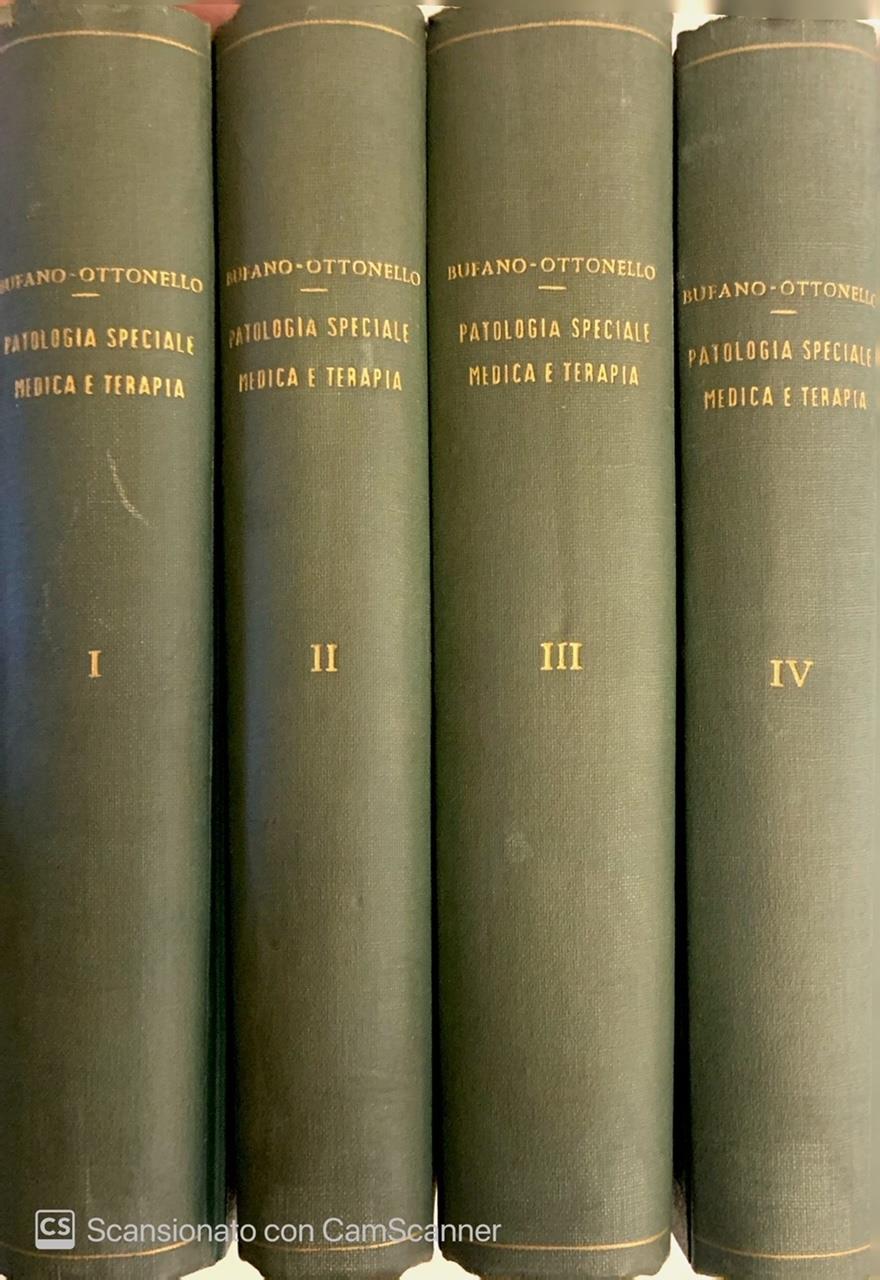 BUFANO-OTTONELLO
PATOLOGIA SPECIALE
MEDICA E TERAPIA
I
BUFANO-OTTONELLO
PATOLOGIA SPECIALE
MEDICA E TERAPIA
II
BUFANO-OTTONELLO
PATOLOGIA SPECIALE
MEDICA E TERAPIA
III
BUFANO-OTTONELLO
PATOLOGIA SPECIALE
MEDICA E TERAPIA
IV
CS Scansionato con CamScanner